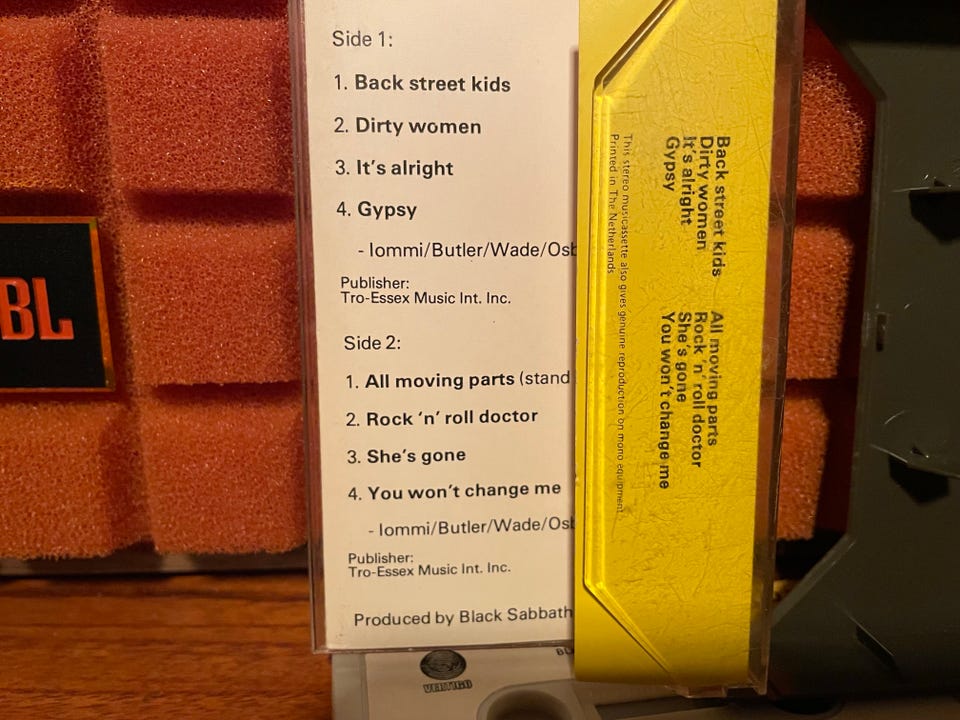 Side 1:
1. Back street kids
2. Dirty women
3. It's alright
4. Gypsy
- Iommi/Butler/Wade/Osb
Publisher:
Tro-Essex Music Int. Inc.
Side 2:
1. All moving parts (stand
2. Rock 'n' roll doctor
3. She's gone
4. You won't change me
- Iommi/Butler/Wade/Osb
Publisher:
Tro-Essex Music Int. Inc.
Produced by Black Sabbath
Back street kids
Dirty women
It's alright
Gypsy
All moving parts
Rock 'n' roll doctor
She's gone
You won't change me
This stereo musicassette also gives genuine reproduction on mono equipment.
Printed in The Netherlands
BL
VERTIGO